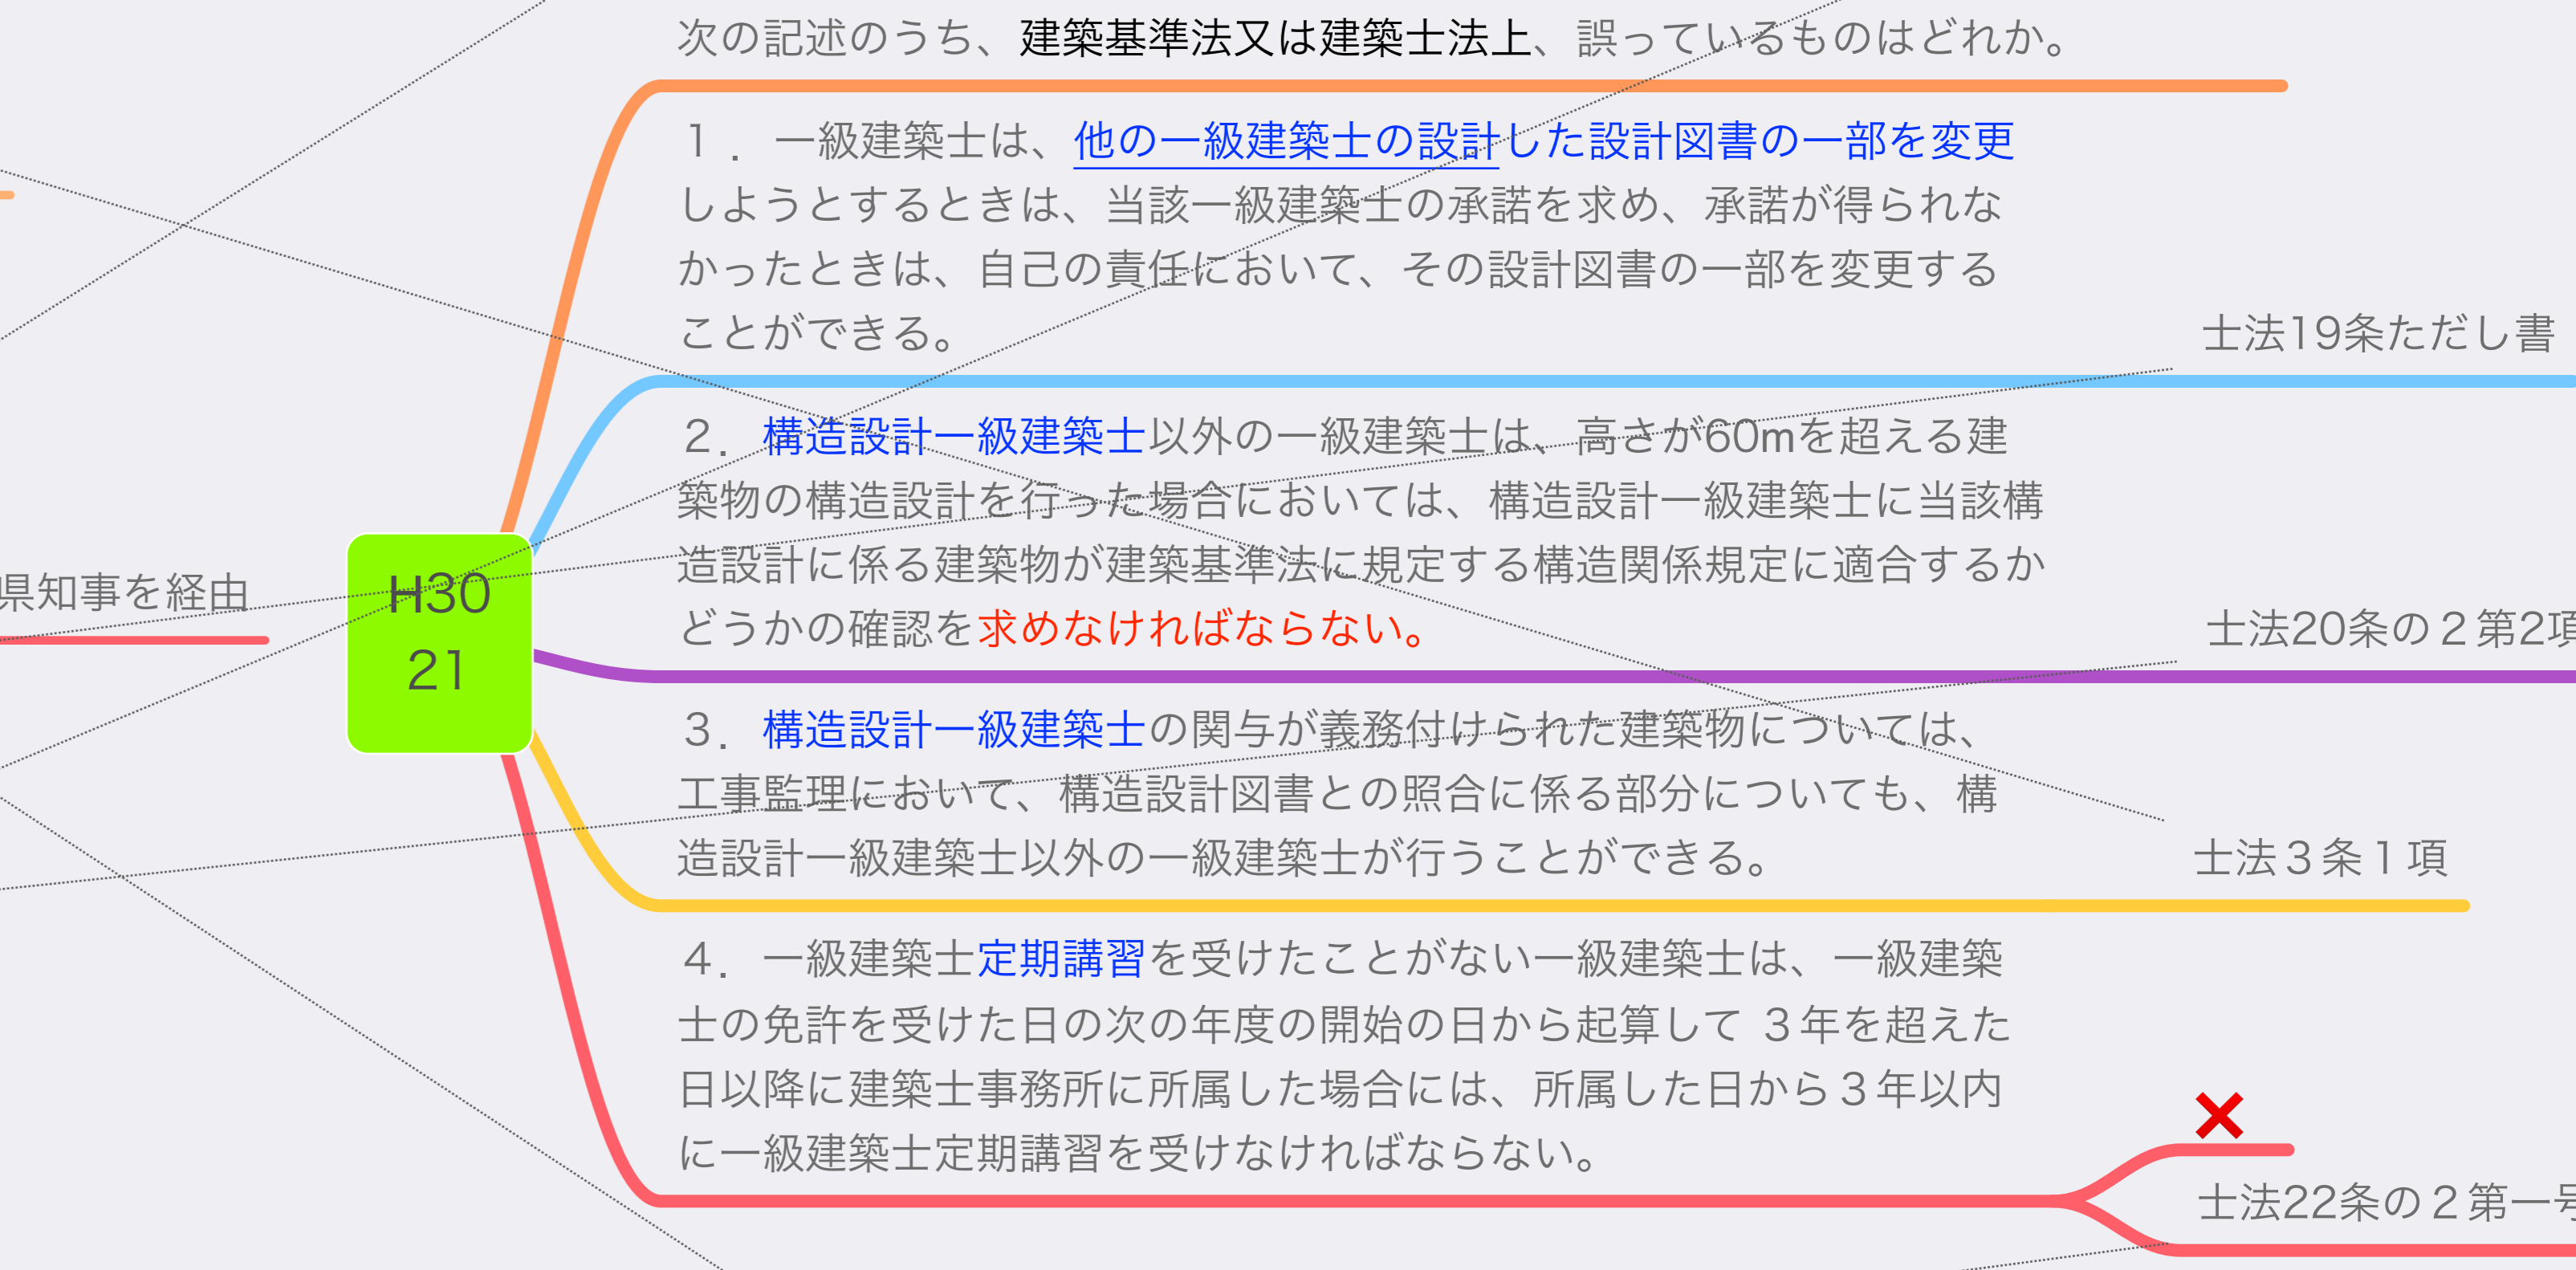 次の記述のうち、建築基準法又は建築士法上、誤っているものはどれか。
1． 一級建築士は、他の一級建築士の設計した設計図書の一部を変更
しようとするときは、当該一級建築士の承諾を求め、承諾が得られな
かったときは、自己の責任において、その設計図書の一部を変更する
ことができる。
士法19条ただし書
2．構造設計一級建築士以外の一級建築士は、高さが60mを超える建
築物の構造設計を行った場合においては、構造設計一級建築士に当該構
造設計に係る建築物が建築基準法に規定する構造関係規定に適合するか
どうかの確認を求めなければならない。
士法20条の２第2項
県知事を経由
H30
21
3．構造設計一級建築士の関与が義務付けられた建築物については、
工事監理において、構造設計図書との照合に係る部分についても、構
造設計一級建築士以外の一級建築士が行うことができる。
士法３条１項
4．一級建築士定期講習を受けたことがない一級建築士は、一級建築
士の免許を受けた日の次の年度の開始の日から起算して ３年を超えた
日以降に建築士事務所に所属した場合には、所属した日から３年以内
に一級建築士定期講習を受けなければならない。
士法22条の２第一号